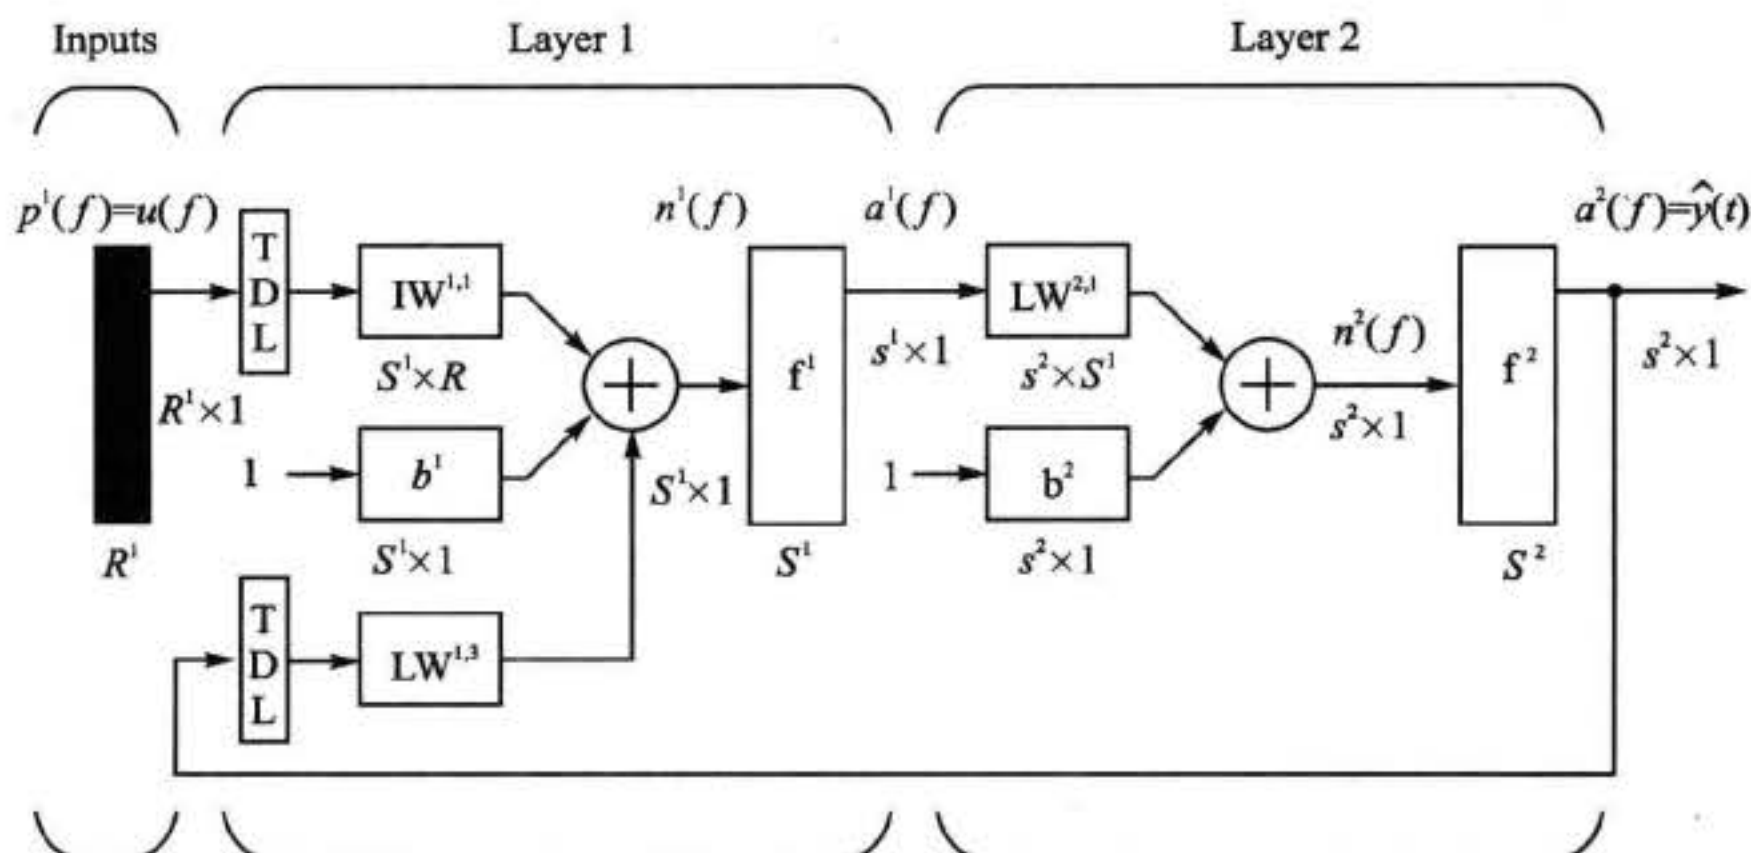 Inputs
Layer 1
Layer 2
p¹(f)=u(f)
n¹(f)
a¹(f)
a²(f)=ŷ(t)
TDL
IW¹,¹
LW²,¹
n²(f)
f¹
s¹×1
f²
s²×1
S¹×R
s²×S¹
R¹×1
s²×1
1
b¹
S¹×1
1
b²
R¹
S¹×1
S¹
s²×1
S²
TDL
LW¹,³